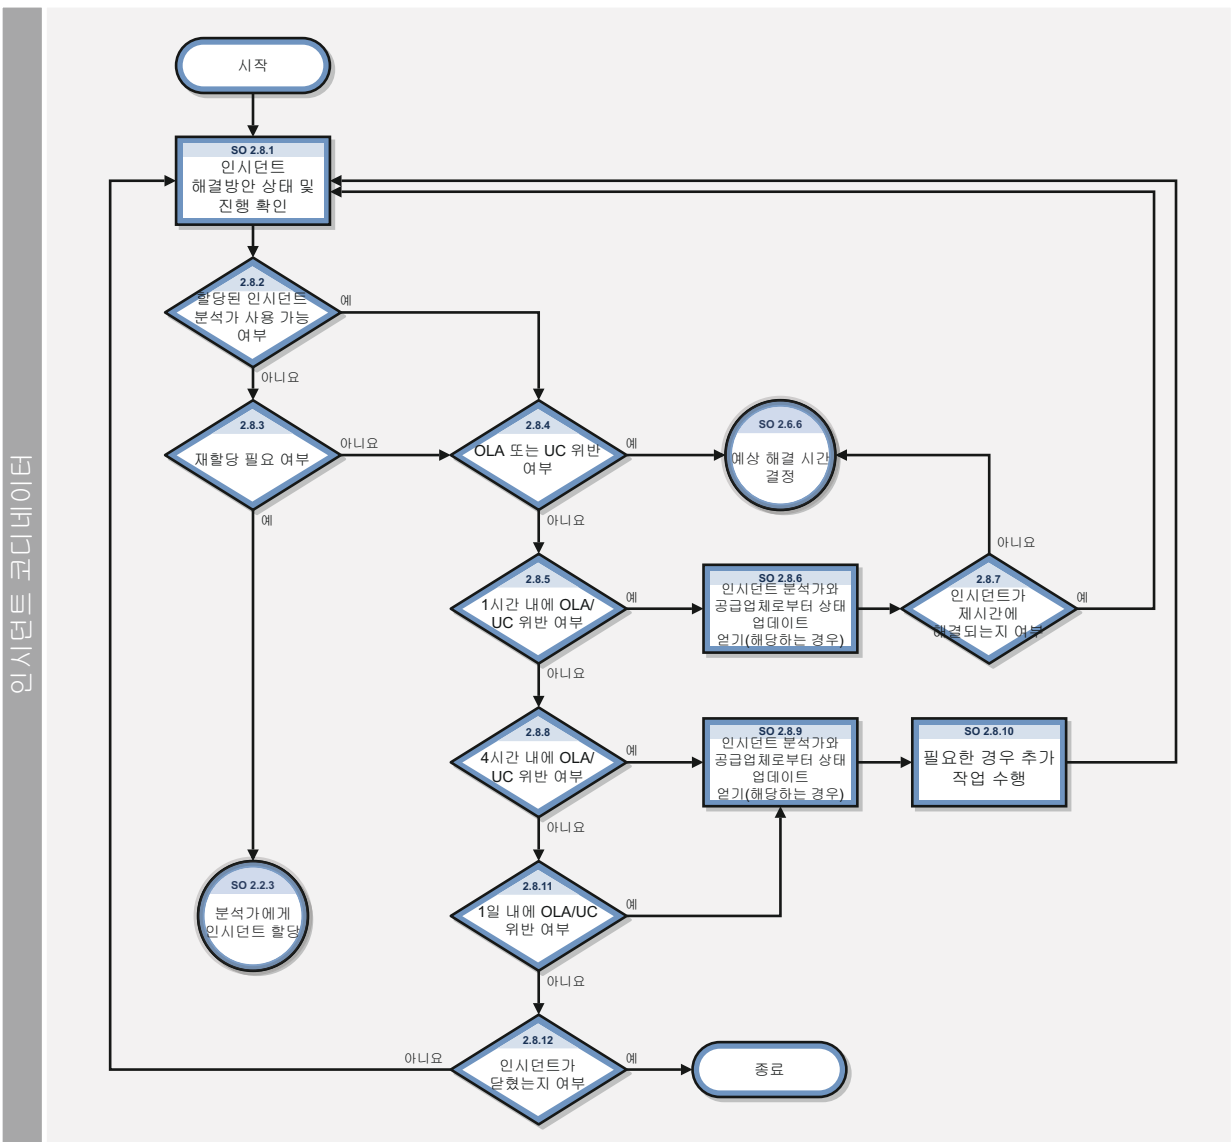 인시던트 코디네이터
시작
SO 2.8.1
인시던트
해결방안 상태 및
진행 확인
2.8.2
할당된 인시던트
분석가 사용 가능
여부
예
아니요
2.8.3
재할당 필요 여부
아니요
예
2.8.4
OLA 또는 UC 위반
여부
예
아니요
SO 2.6.6
예상 해결 시간
결정
2.8.5
1시간 내에 OLA/
UC 위반 여부
예
아니요
SO 2.8.6
인시던트 분석가와
공급업체로부터 상태
업데이트
얻기(해당하는 경우)
2.8.7
인시던트가
제시간에
해결되는지 여부
아니요
예
2.8.8
4시간 내에 OLA/
UC 위반 여부
예
아니요
SO 2.8.9
인시던트 분석가와
공급업체로부터 상태
업데이트
얻기(해당하는 경우)
SO 2.8.10
필요한 경우 추가
작업 수행
SO 2.2.3
분석가에게
인시던트 할당
2.8.11
1일 내에 OLA/UC
위반 여부
예
아니요
2.8.12
인시던트가
닫혔는지 여부
아니요
예
종료